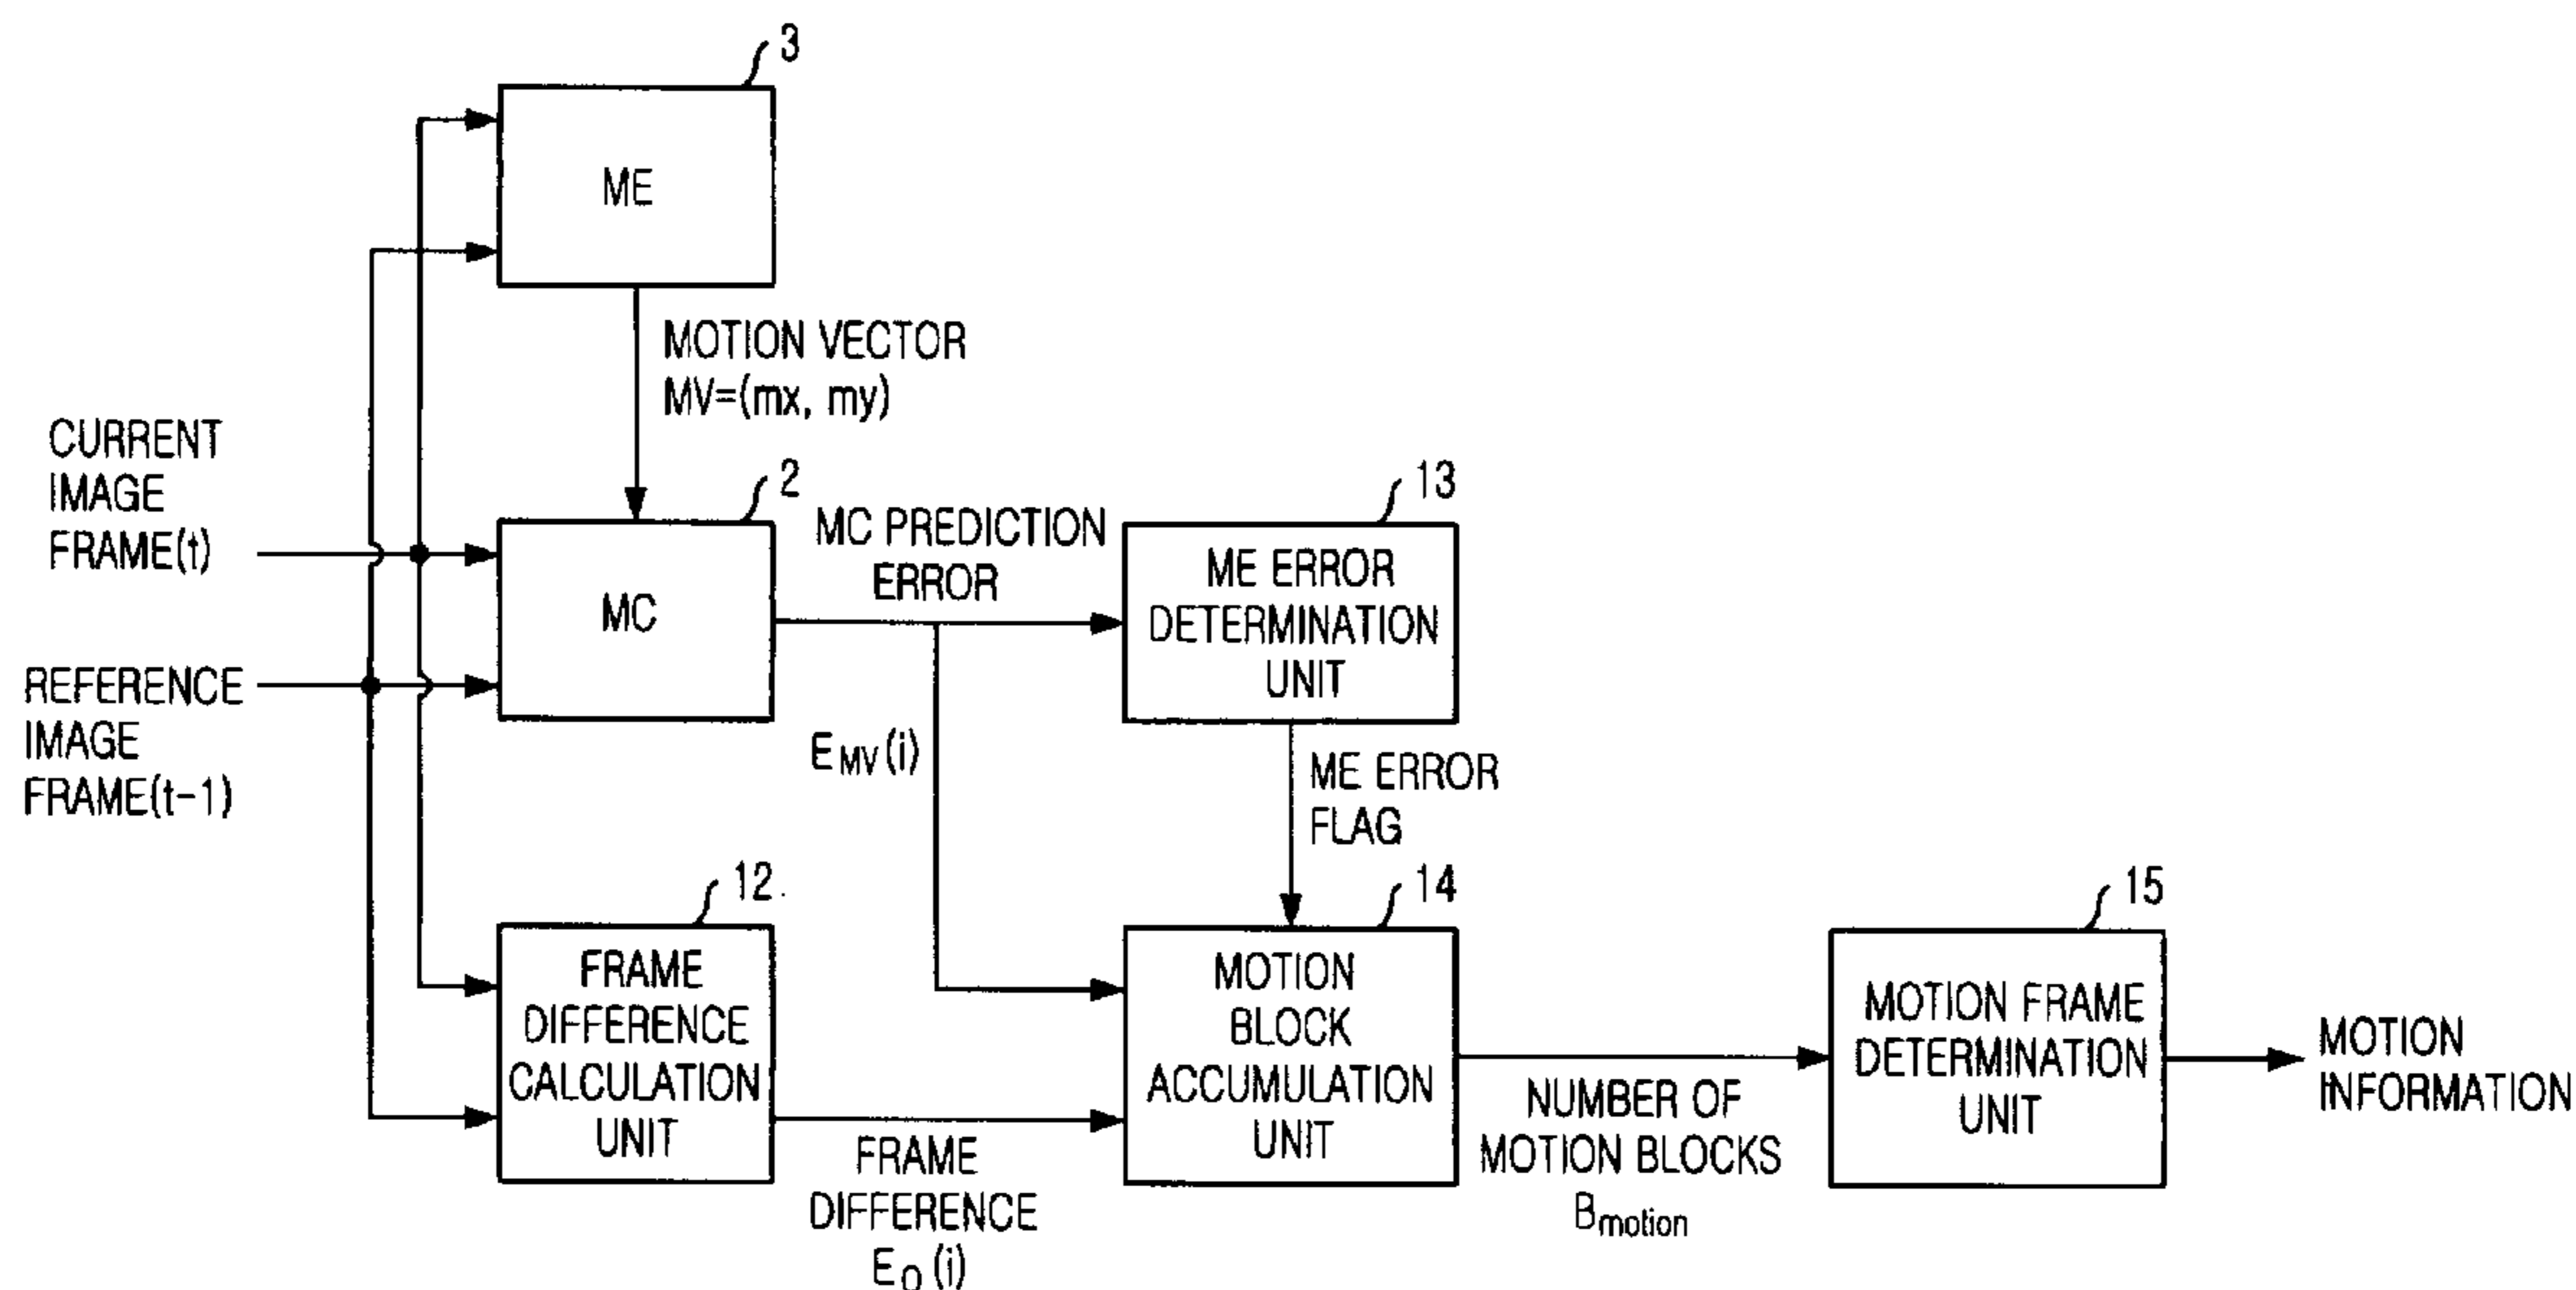 3
ME
MOTION VECTOR
MV=(mx, my)
CURRENT
IMAGE
FRAME(t)
2
MC PREDICTION
ERROR
13
MC
ME ERROR
DETERMINATION
UNIT
REFERENCE
IMAGE
FRAME(t-1)
EMV(i)
ME ERROR
FLAG
12
14
15
FRAME
DIFFERENCE
CALCULATION
UNIT
MOTION
BLOCK
ACCUMULATION
UNIT
MOTION FRAME
DETERMINATION
UNIT
MOTION
INFORMATION
FRAME
DIFFERENCE
E0(i)
NUMBER OF
MOTION BLOCKS
Bmotion